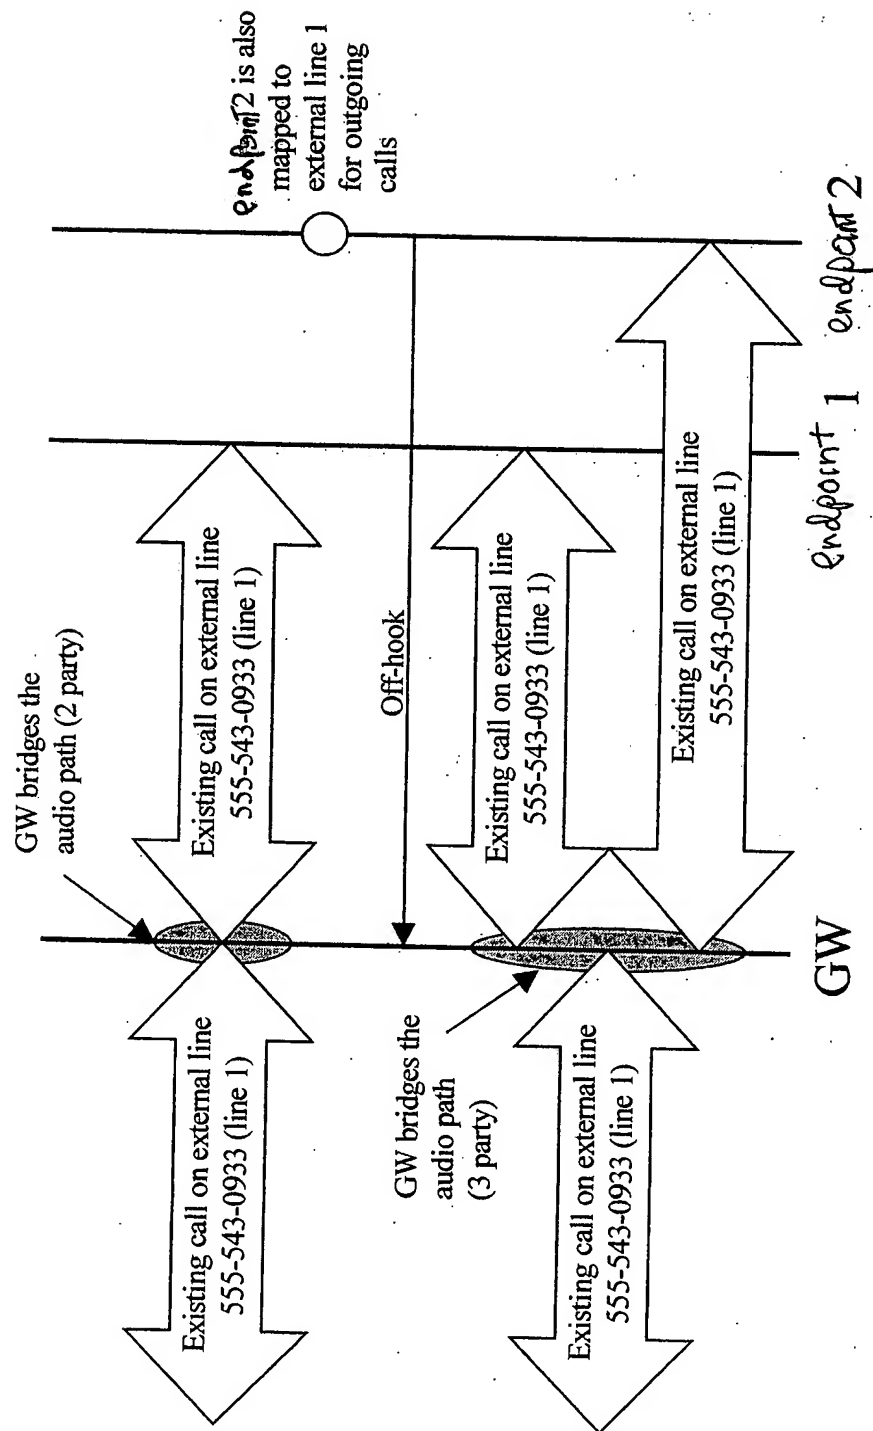 GW bridges the
audio path (2 party)
endpoint2 is also
mapped to
external line 1
for outgoing
calls
Existing call on external line
555-543-0933 (line 1)
Existing call on external line
555-543-0933 (line 1)
Off-hook
GW bridges the
audio path
(3 party)
Existing call on external line
555-543-0933 (line 1)
Existing call on external line
555-543-0933 (line 1)
Existing call on external line
555-543-0933 (line 1)
GW
endpoint 1
endpoint 2